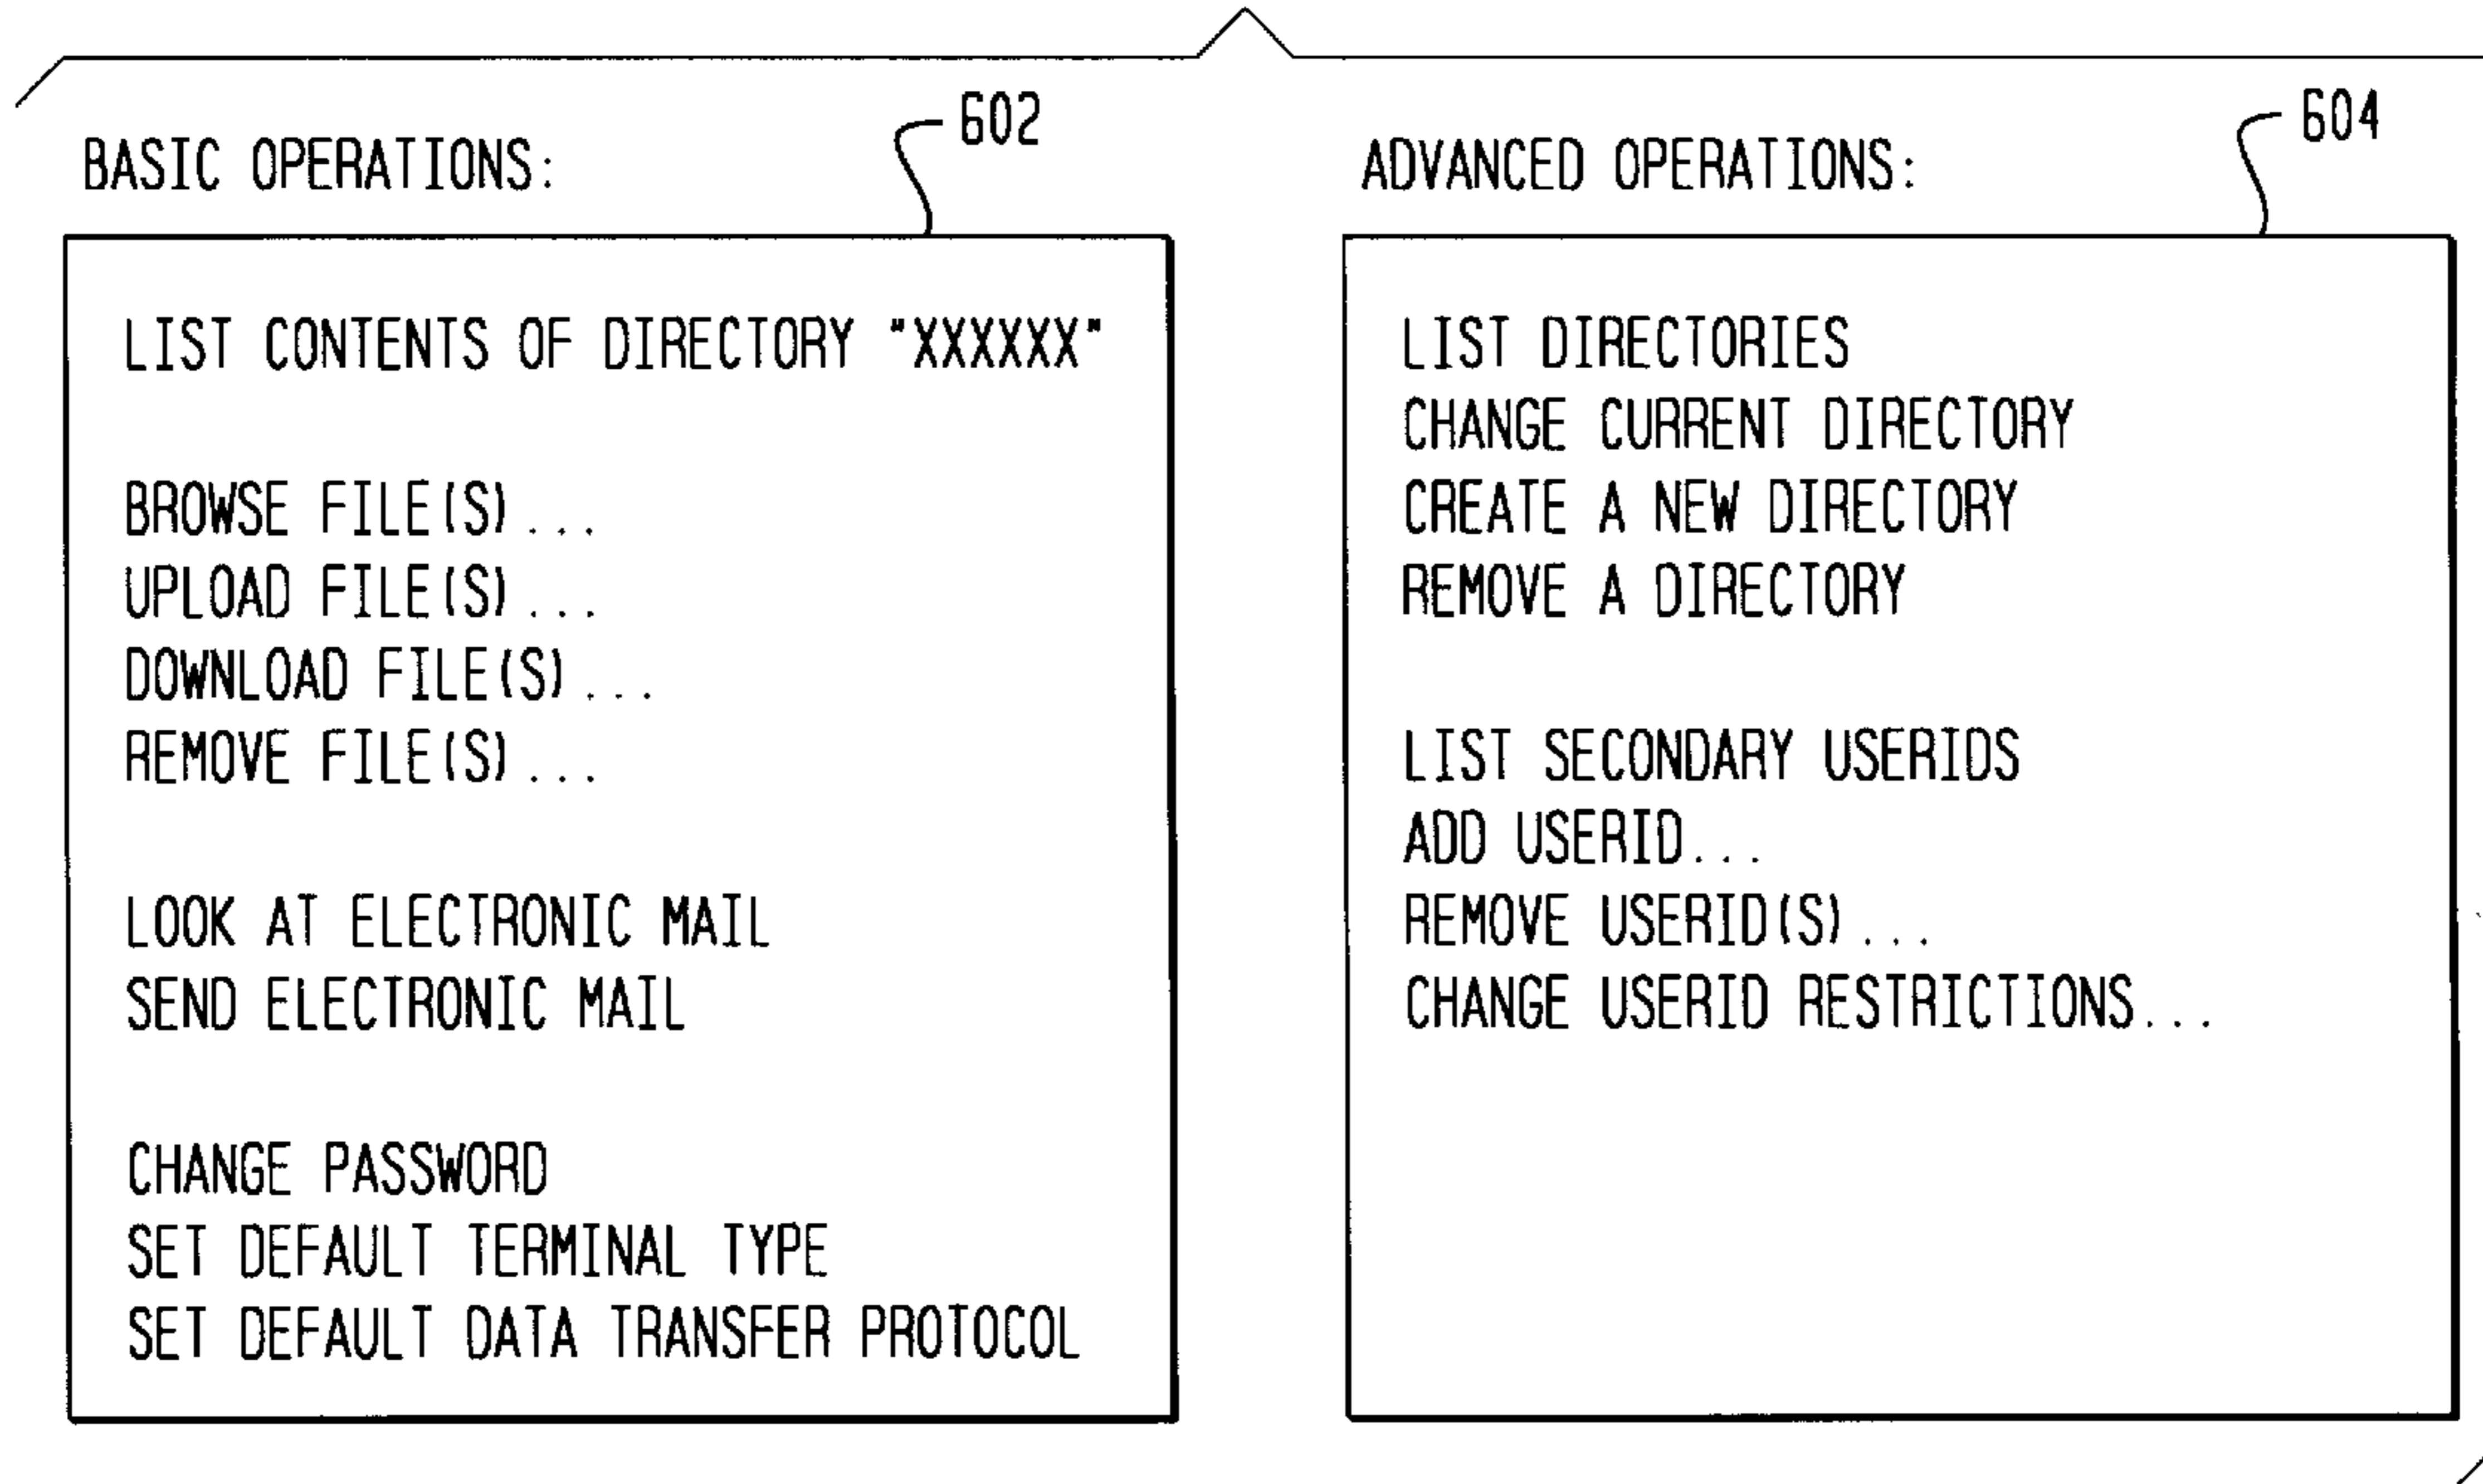 602
BASIC OPERATIONS:
LIST CONTENTS OF DIRECTORY "XXXXXX"
BROWSE FILE(S)...
UPLOAD FILE(S)...
DOWNLOAD FILE(S)...
REMOVE FILE(S)...
LOOK AT ELECTRONIC MAIL
SEND ELECTRONIC MAIL
CHANGE PASSWORD
SET DEFAULT TERMINAL TYPE
SET DEFAULT DATA TRANSFER PROTOCOL
604
ADVANCED OPERATIONS:
LIST DIRECTORIES
CHANGE CURRENT DIRECTORY
CREATE A NEW DIRECTORY
REMOVE A DIRECTORY
LIST SECONDARY USERIDS
ADD USERID...
REMOVE USERID(S)...
CHANGE USERID RESTRICTIONS...